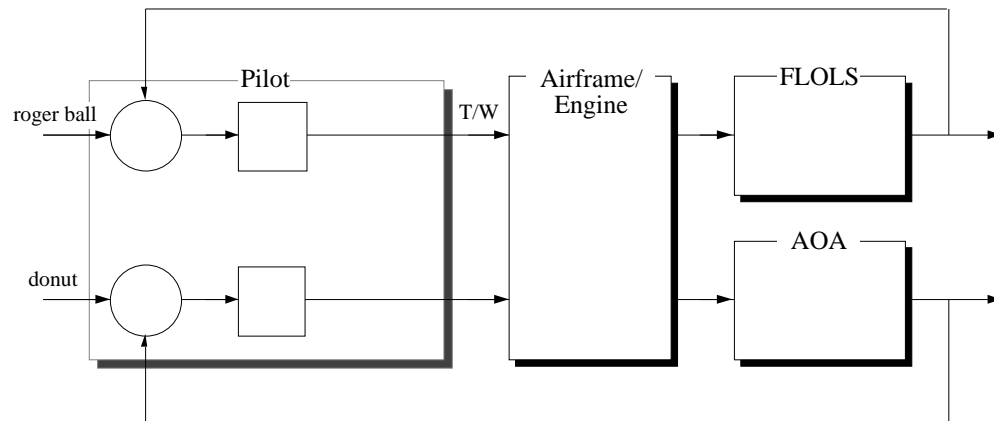 Pilot
Airframe/
Engine
FLOLS
roger ball
T/W
AOA
donut